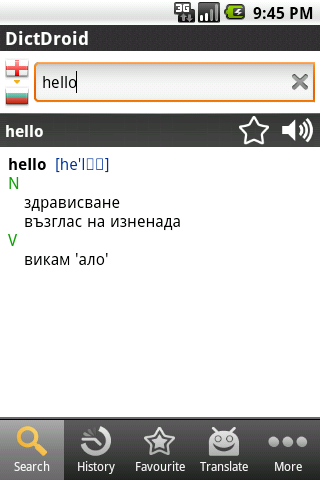 3G 9:45 PM
DictDroid
hello
hello
hello [he'l▯▯]
N
здрависване
възглас на изненада
V
викам 'ало'
Search History Favourite Translate More